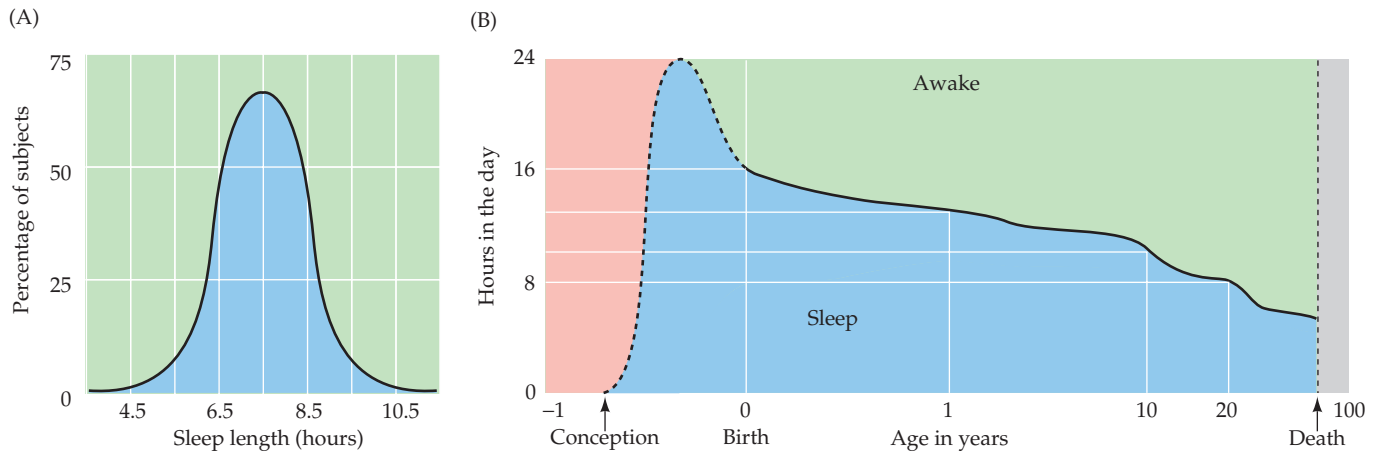 (A)
75
50
25
0
Percentage of subjects
4.5 6.5 8.5 10.5
Sleep length (hours)
(B)
24
16
8
0
Hours in the day
Awake
Sleep
–1 0 1 10 20 100
Conception Birth Age in years Death